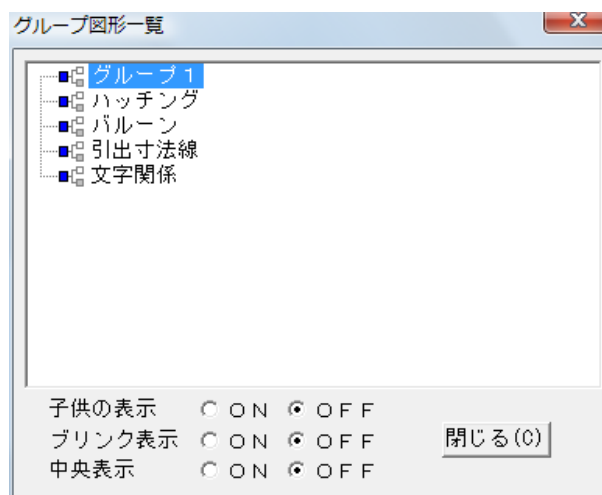 グループ図形一覧
グループ１
ハッチング
バルーン
引出寸法線
文字関係
子供の表示 ＯＮ ＯＦＦ
ブリンク表示 ＯＮ ＯＦＦ
中央表示 ＯＮ ＯＦＦ
閉じる(C)